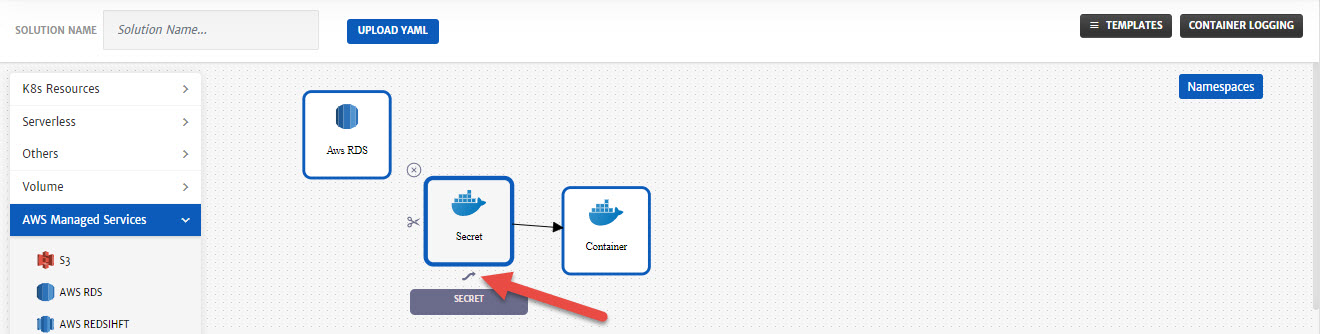 SOLUTION NAME
Solution Name...
UPLOAD YAML
TEMPLATES
CONTAINER LOGGING
K8s Resources
Serverless
Others
Volume
AWS Managed Services
S3
AWS RDS
AWS REDSIHFT
Namespaces
Aws RDS
Secret
Container
SECRET